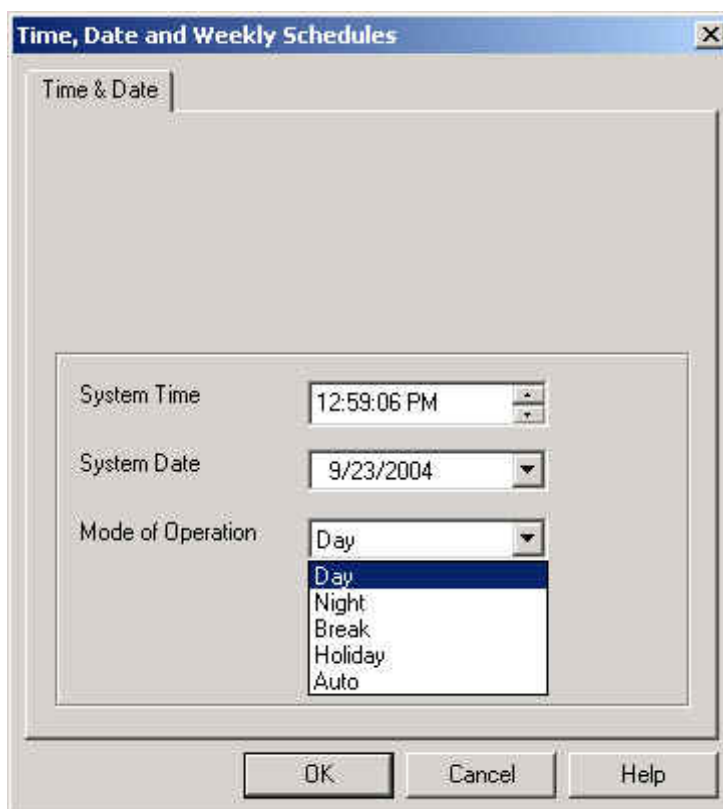 Time, Date and Weekly Schedules
Time & Date
System Time 12:59:06 PM
System Date 9/23/2004
Mode of Operation Day
Day
Night
Break
Holiday
Auto
OK Cancel Help